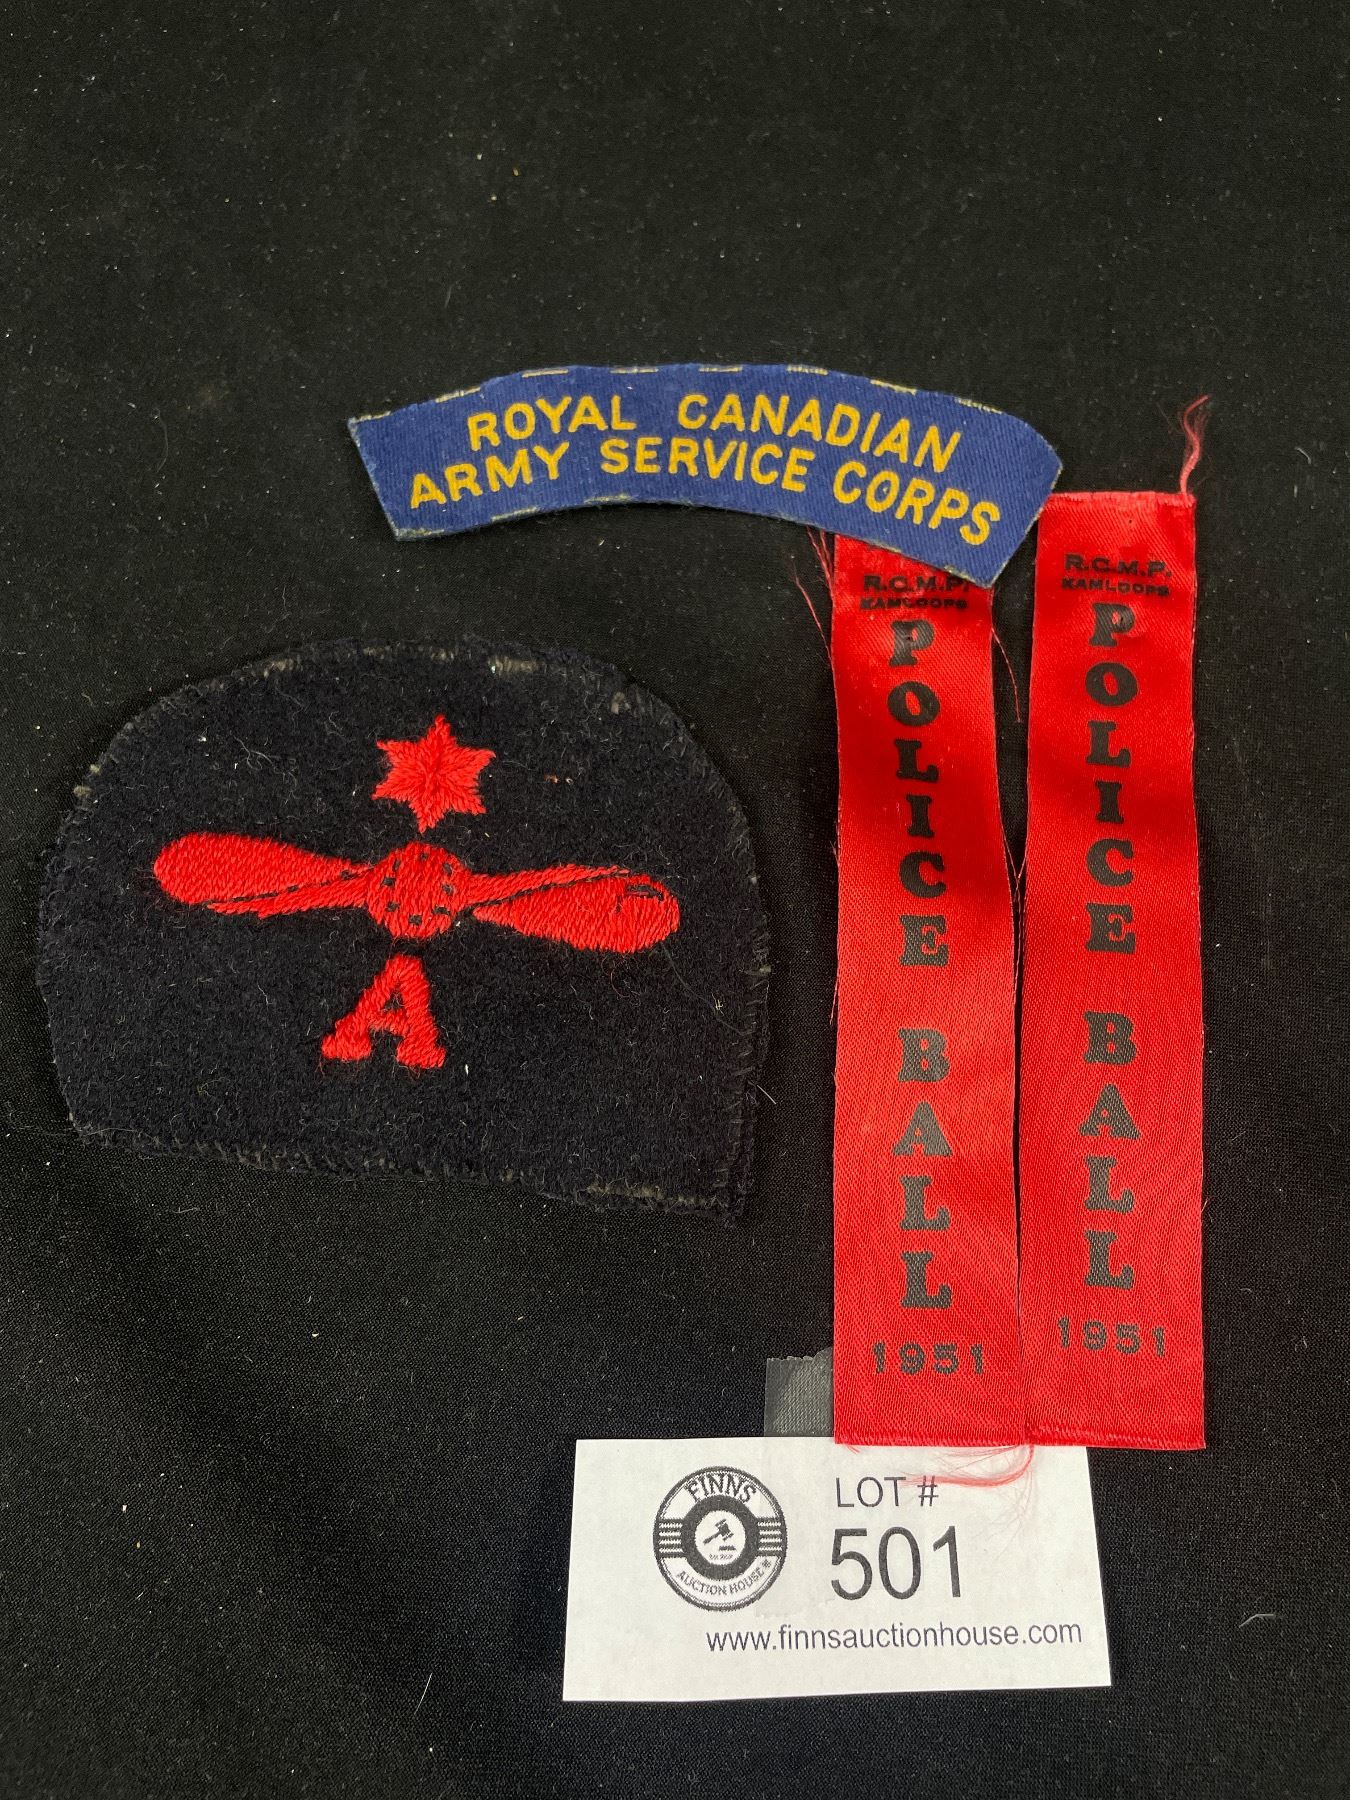 ROYAL CANADIAN
ARMY SERVICE CORPS
A
R.C.M.P.
KAMLOOPS
POLICE BALL
1951
R.C.M.P.
KAMLOOPS
POLICE BALL
1951
FINNS
AUCTION HOUSE
LOT #
501
www.finnsauctionhouse.com